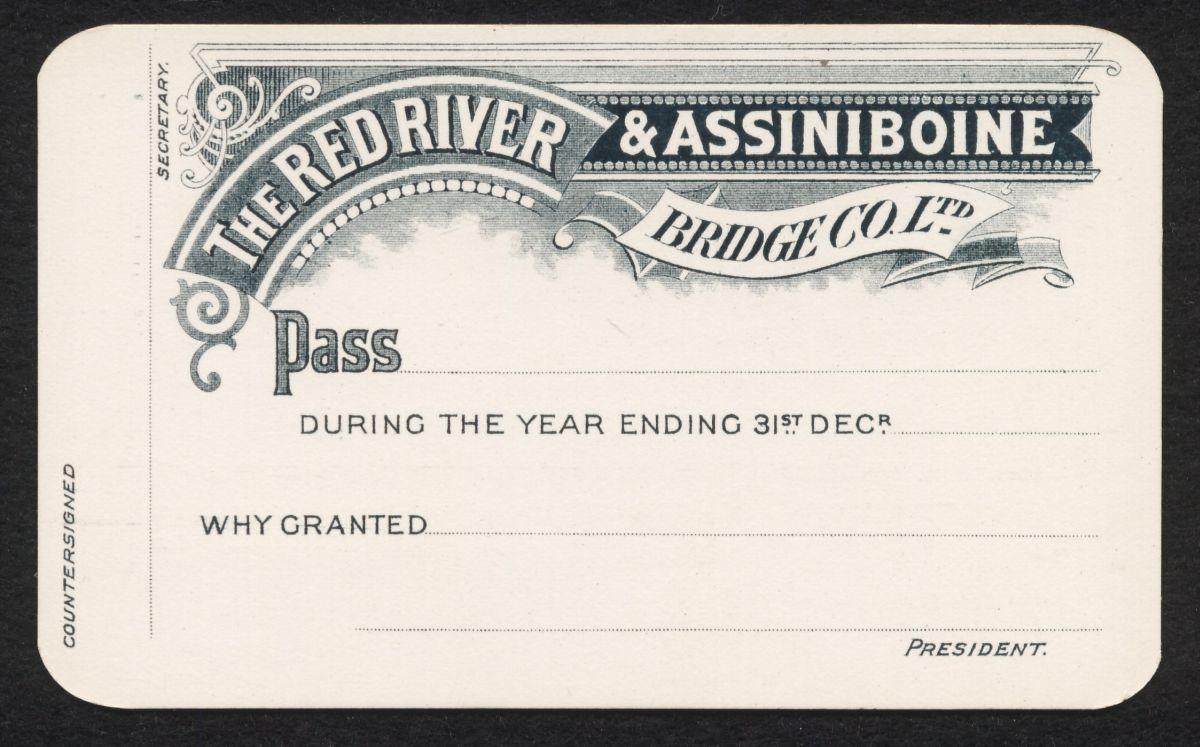 THE RED RIVER & ASSINIBOINE
BRIDGE CO. LTD
Pass
DURING THE YEAR ENDING 31ST DECR
WHY GRANTED
PRESIDENT.
COUNTERSIGNED
SECRETARY.